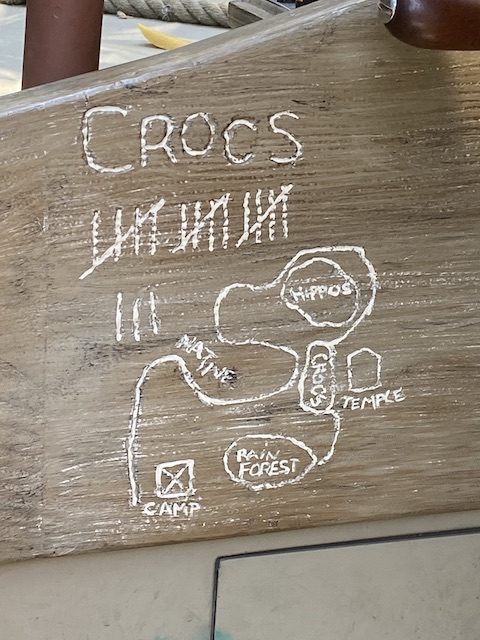 CROCS
HIPPOS
NATIVE
CROCS
TEMPLE
RAIN
FOREST
CAMP